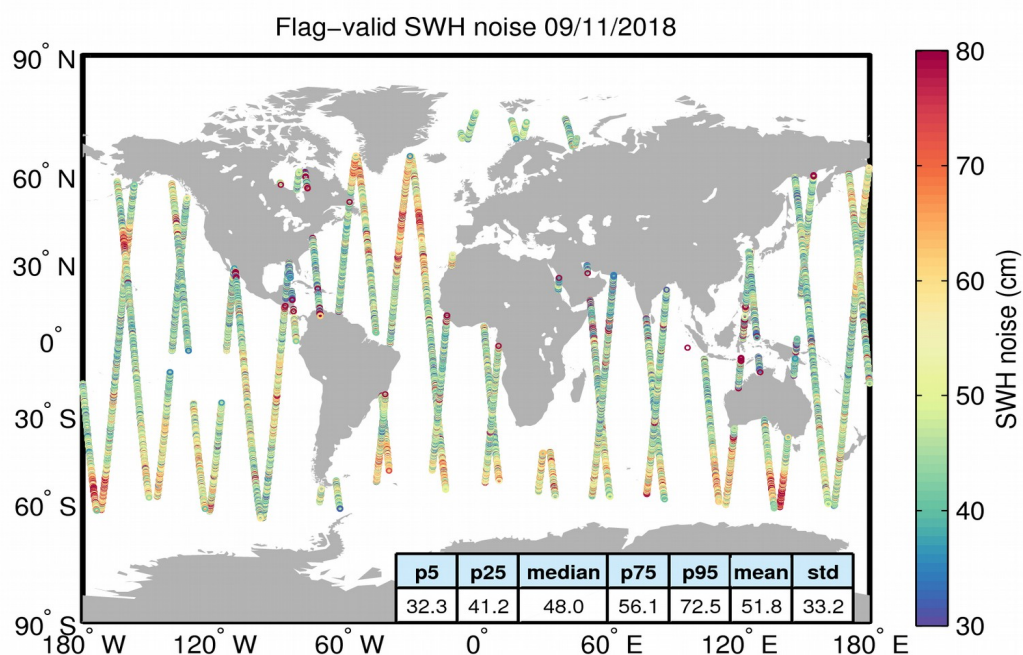 Flag-valid SWH noise 09/11/2018
90° N
60° N
30° N
0°
30° S
60° S
90° S
180° W
120° W
60° W
0°
60° E
120° E
180° E
p5 p25 median p75 p95 mean std
32.3 41.2 48.0 56.1 72.5 51.8 33.2
80
70
60
50
40
30
SWH noise (cm)